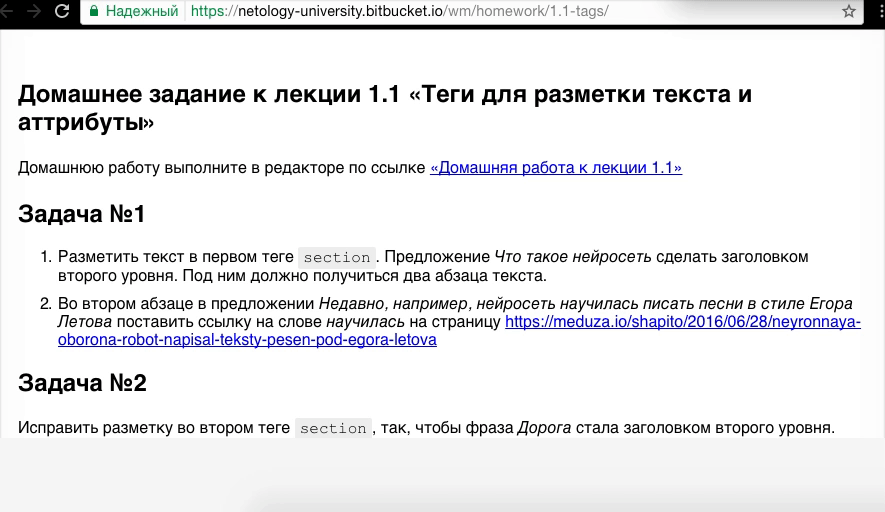 Надежный https://netology-university.bitbucket.io/wm/homework/1.1-tags/
Домашнее задание к лекции 1.1 «Теги для разметки текста и
аттрибуты»
Домашнюю работу выполните в редакторе по ссылке «Домашняя работа к лекции 1.1»
Задача №1
1. Разметить текст в первом теге section. Предложение Что такое нейросеть сделать заголовком
второго уровня. Под ним должно получиться два абзаца текста.
2. Во втором абзаце в предложении Недавно, например, нейросеть научилась писать песни в стиле Егора
Летова поставить ссылку на слове научилась на страницу https://meduza.io/shapito/2016/06/28/neyronnaya-
oborona-robot-napisal-teksty-pesen-pod-egora-letova
Задача №2
Исправить разметку во втором теге section, так, чтобы фраза Дорога стала заголовком второго уровня.